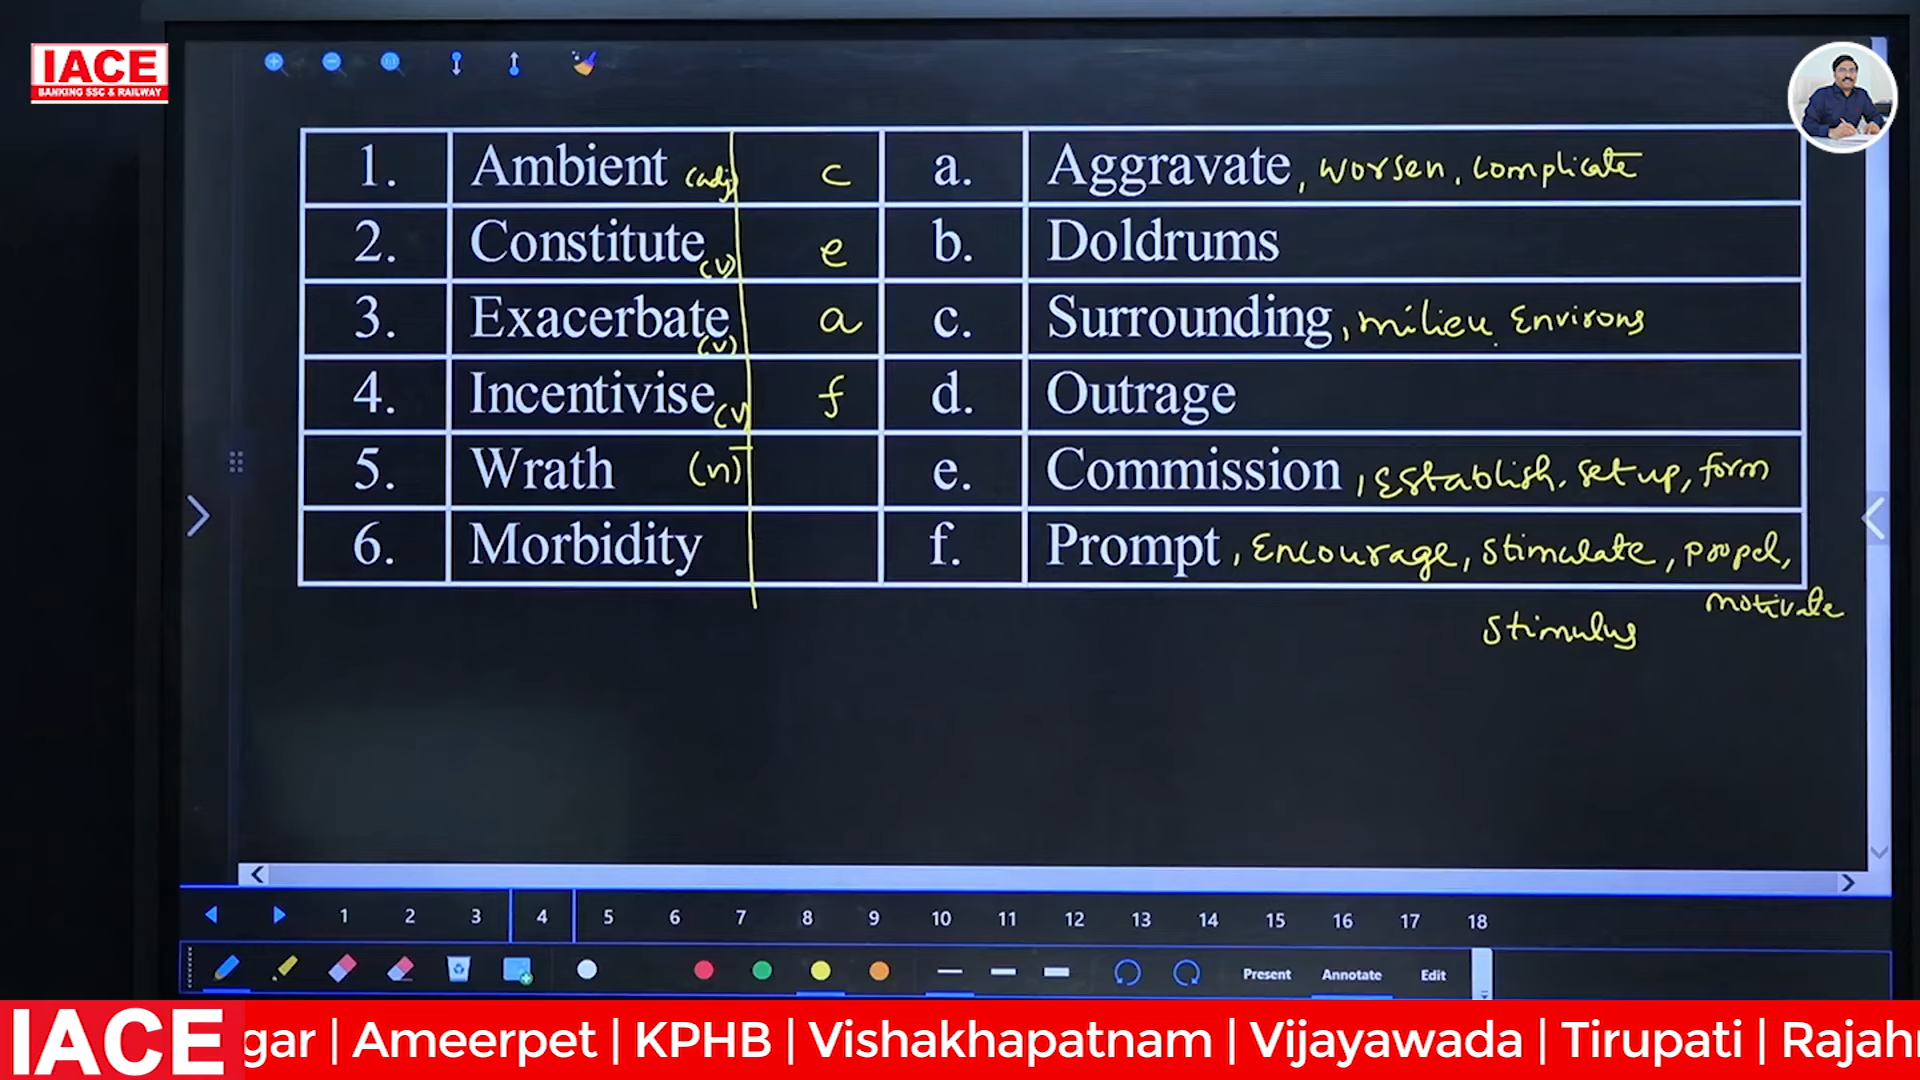 IACE
BANKING SSC & RAILWAY
1. Ambient (adj) c a. Aggravate, worsen, complicate
2. Constitute (v) e b. Doldrums
3. Exacerbate (v) a c. Surrounding, milieu, Environs
4. Incentivise (v) f d. Outrage
5. Wrath (n) e. Commission, Establish, set up, form
6. Morbidity f. Prompt, Encourage, stimulate, propel,
motivate
stimulus
1 2 3 4 5 6 7 8 9 10 11 12 13 14 15 16 17 18
Present Annotate Edit
IACE gar | Ameerpet | KPHB | Vishakhapatnam | Vijayawada | Tirupati | Rajah